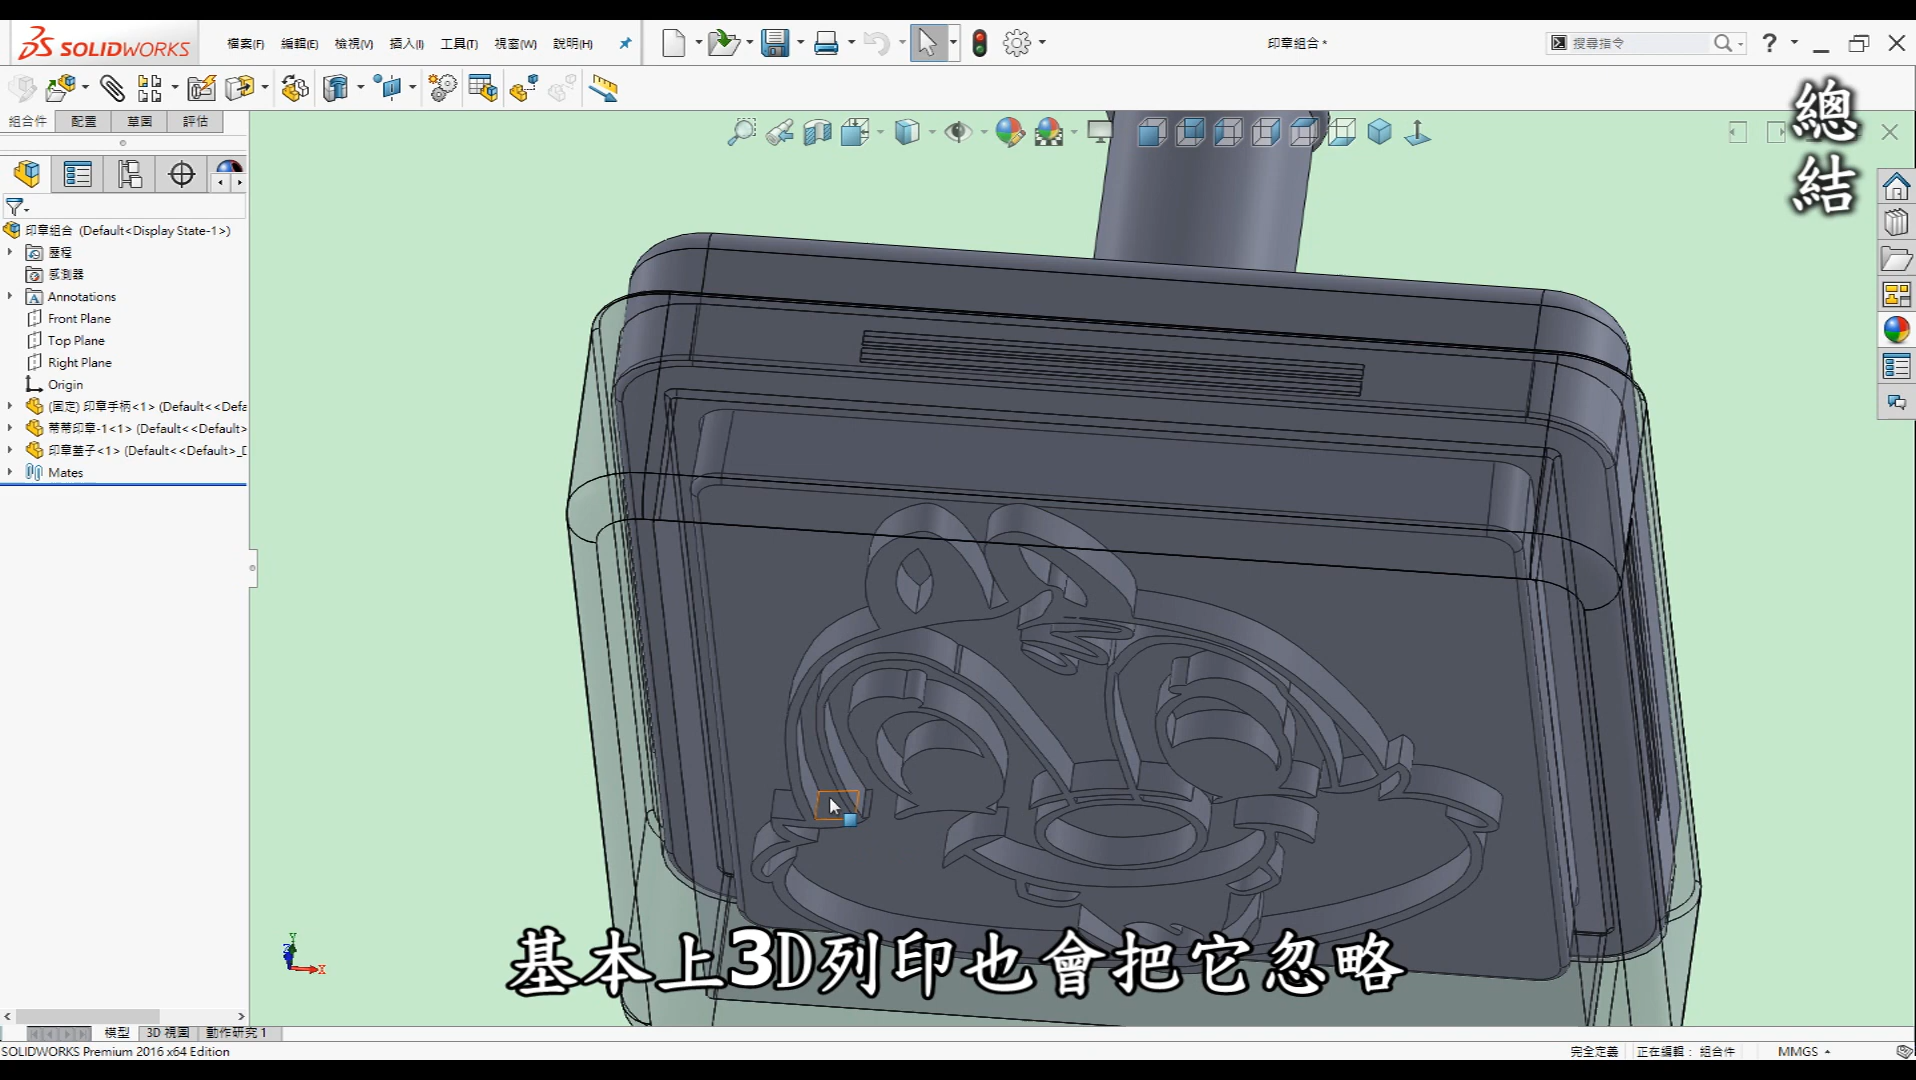 SOLIDWORKS
檔案(F) 編輯(E) 檢視(V) 插入(I) 工具(T) 視窗(W) 說明(H)
印章組合 *
搜尋指令
組合件 配置 草圖 評估
總結
印章組合 (Default<Display State-1>)
歷程
感測器
Annotations
Front Plane
Top Plane
Right Plane
Origin
(固定) 印章手柄<1> (Default<<Defa
蒂蒂印章-1<1> (Default<<Default>
印章蓋子<1> (Default<<Default>_D
Mates
基本上3D列印也會把它忽略
模型 3D 視圖 動作研究 1
SOLIDWORKS Premium 2016 x64 Edition
完全定義 正在編輯： 組合件 MMGS